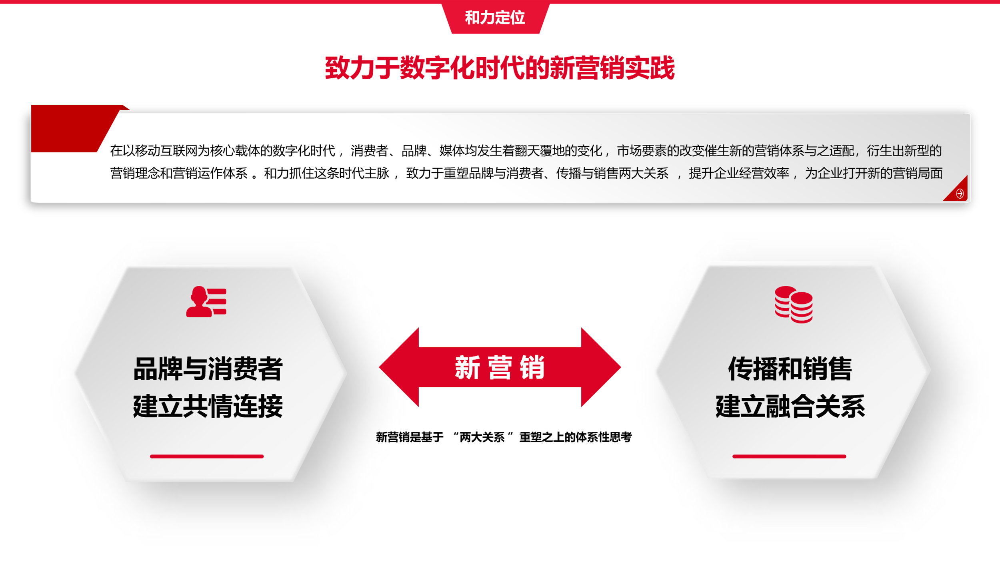 和力定位
致力于数字化时代的新营销实践
在以移动互联网为核心载体的数字化时代，消费者、品牌、媒体均发生着翻天覆地的变化，市场要素的改变催生新的营销体系与之适配，衍生出新型的
营销理念和营销运作体系 。和力抓住这条时代主脉，致力于重塑品牌与消费者、传播与销售两大关系 ，提升企业经营效率，为企业打开新的营销局面
品牌与消费者
建立共情连接
新 营 销
新营销是基于 “两大关系 ”重塑之上的体系性思考
传播和销售
建立融合关系